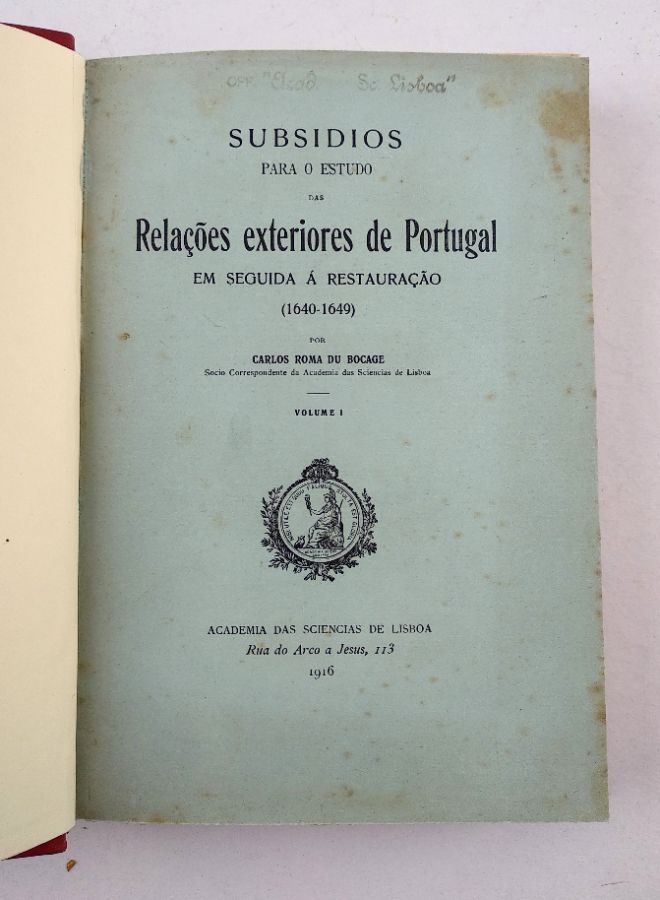 OFF. "Acad. Sc. Lisboa"
SUBSIDIOS
PARA O ESTUDO
DAS
Relações exteriores de Portugal
EM SEGUIDA Á RESTAURAÇÃO
(1640-1649)
POR
CARLOS ROMA DU BOCAGE
Socio Correspondente da Academia das Sciencias de Lisboa
VOLUME I
ACADEMIA DAS SCIENCIAS DE LISBOA
Rua do Arco a Jesus, 113
1916